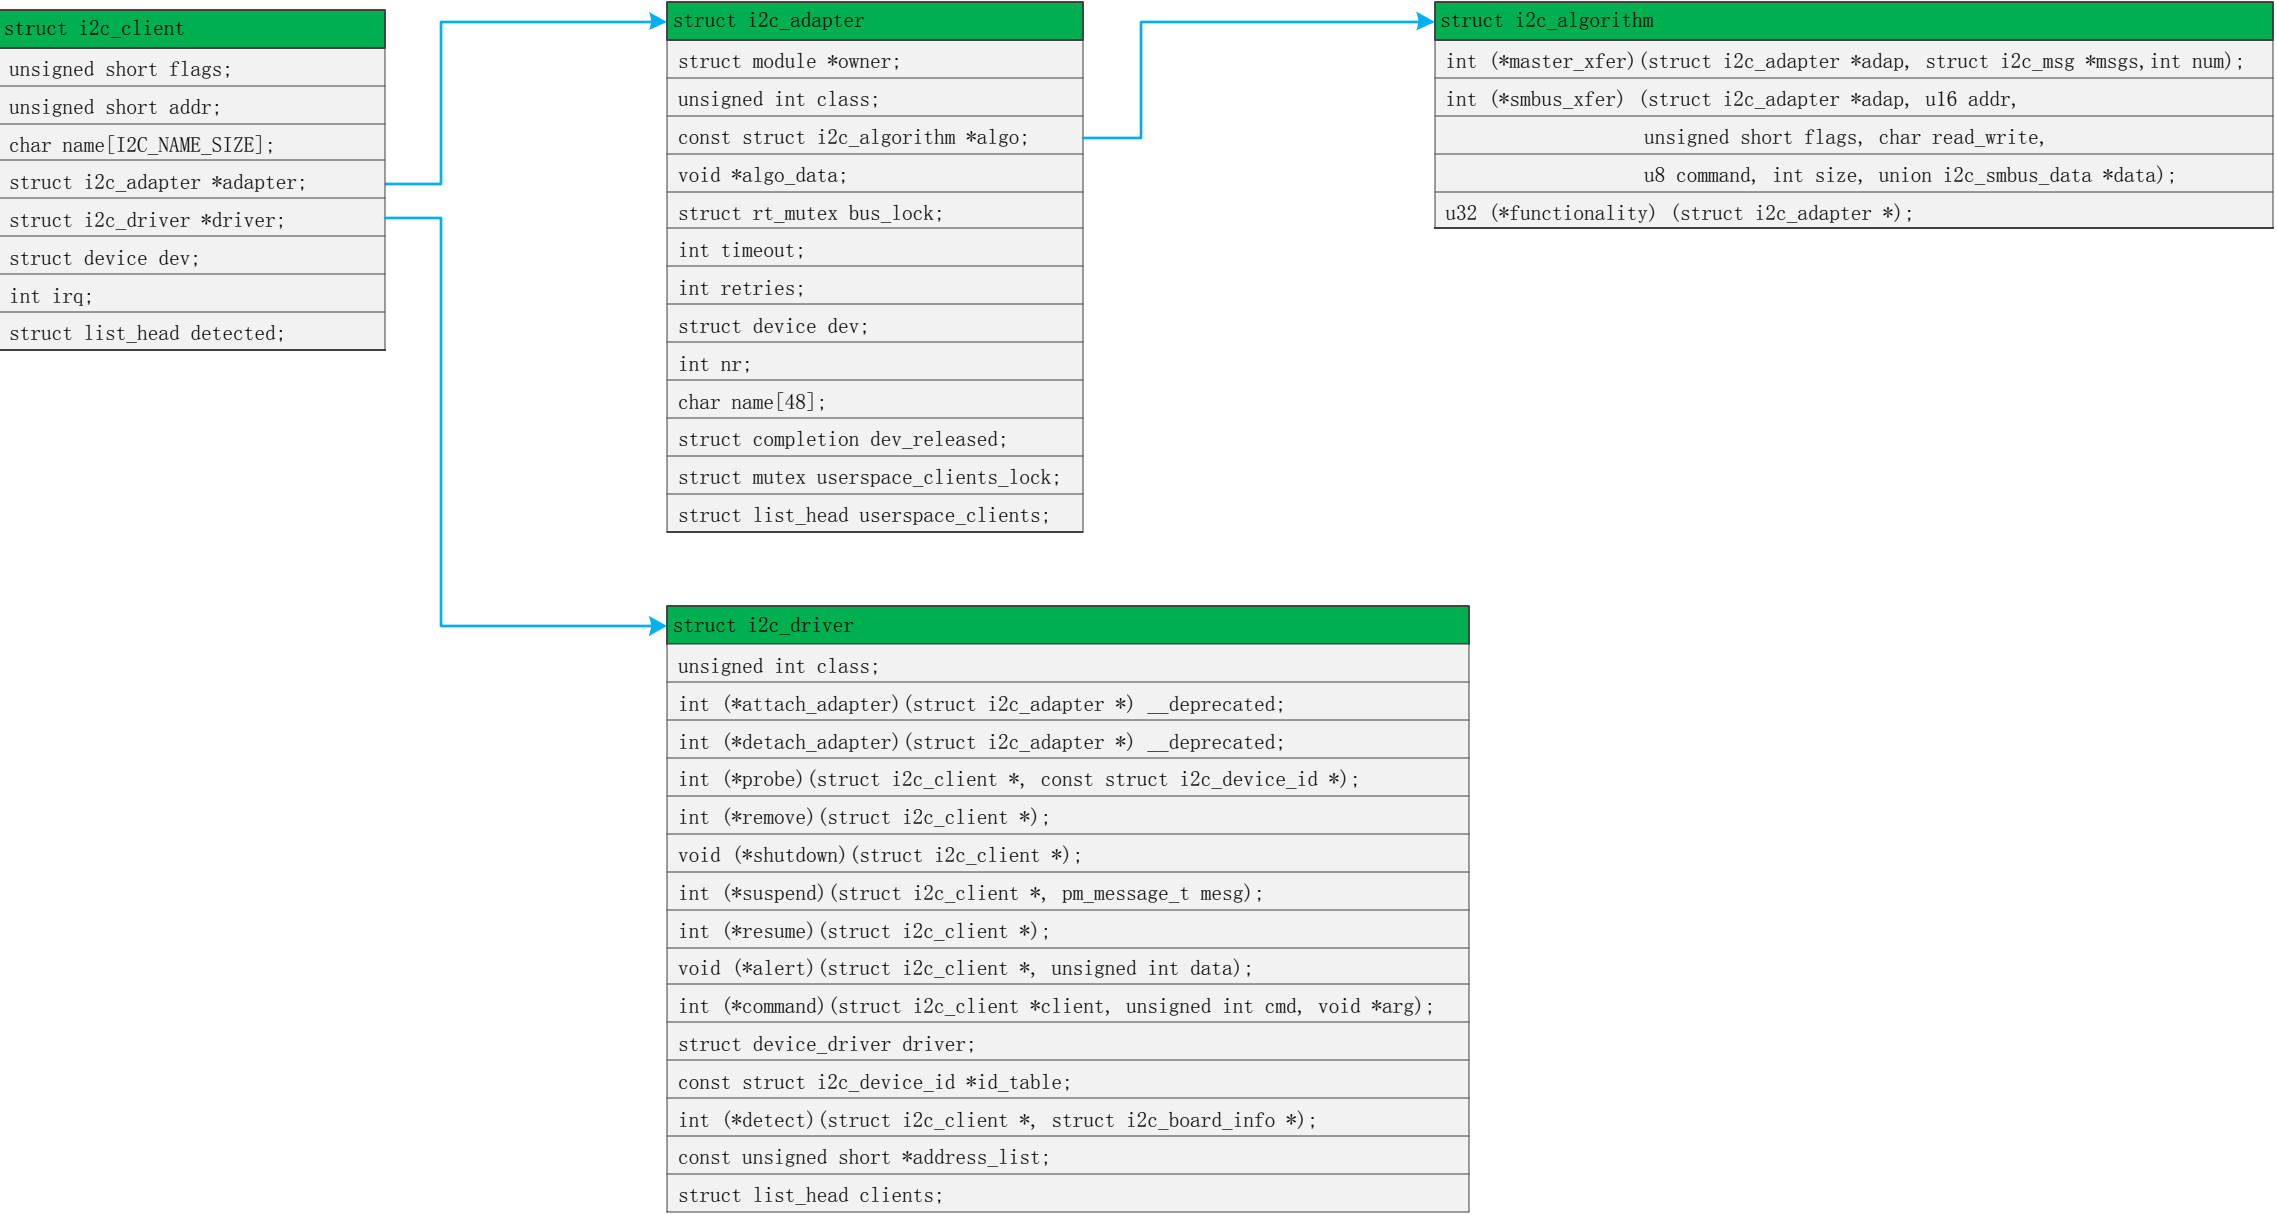 struct i2c_client
unsigned short flags;
unsigned short addr;
char name[I2C_NAME_SIZE];
struct i2c_adapter *adapter;
struct i2c_driver *driver;
struct device dev;
int irq;
struct list_head detected;
struct i2c_adapter
struct module *owner;
unsigned int class;
const struct i2c_algorithm *algo;
void *algo_data;
struct rt_mutex bus_lock;
int timeout;
int retries;
struct device dev;
int nr;
char name[48];
struct completion dev_released;
struct mutex userspace_clients_lock;
struct list_head userspace_clients;
struct i2c_algorithm
int (*master_xfer)(struct i2c_adapter *adap, struct i2c_msg *msgs,int num);
int (*smbus_xfer) (struct i2c_adapter *adap, u16 addr,
unsigned short flags, char read_write,
u8 command, int size, union i2c_smbus_data *data);
u32 (*functionality) (struct i2c_adapter *);
struct i2c_driver
unsigned int class;
int (*attach_adapter)(struct i2c_adapter *) __deprecated;
int (*detach_adapter)(struct i2c_adapter *) __deprecated;
int (*probe)(struct i2c_client *, const struct i2c_device_id *);
int (*remove)(struct i2c_client *);
void (*shutdown)(struct i2c_client *);
int (*suspend)(struct i2c_client *, pm_message_t mesg);
int (*resume)(struct i2c_client *);
void (*alert)(struct i2c_client *, unsigned int data);
int (*command)(struct i2c_client *client, unsigned int cmd, void *arg);
struct device_driver driver;
const struct i2c_device_id *id_table;
int (*detect)(struct i2c_client *, struct i2c_board_info *);
const unsigned short *address_list;
struct list_head clients;